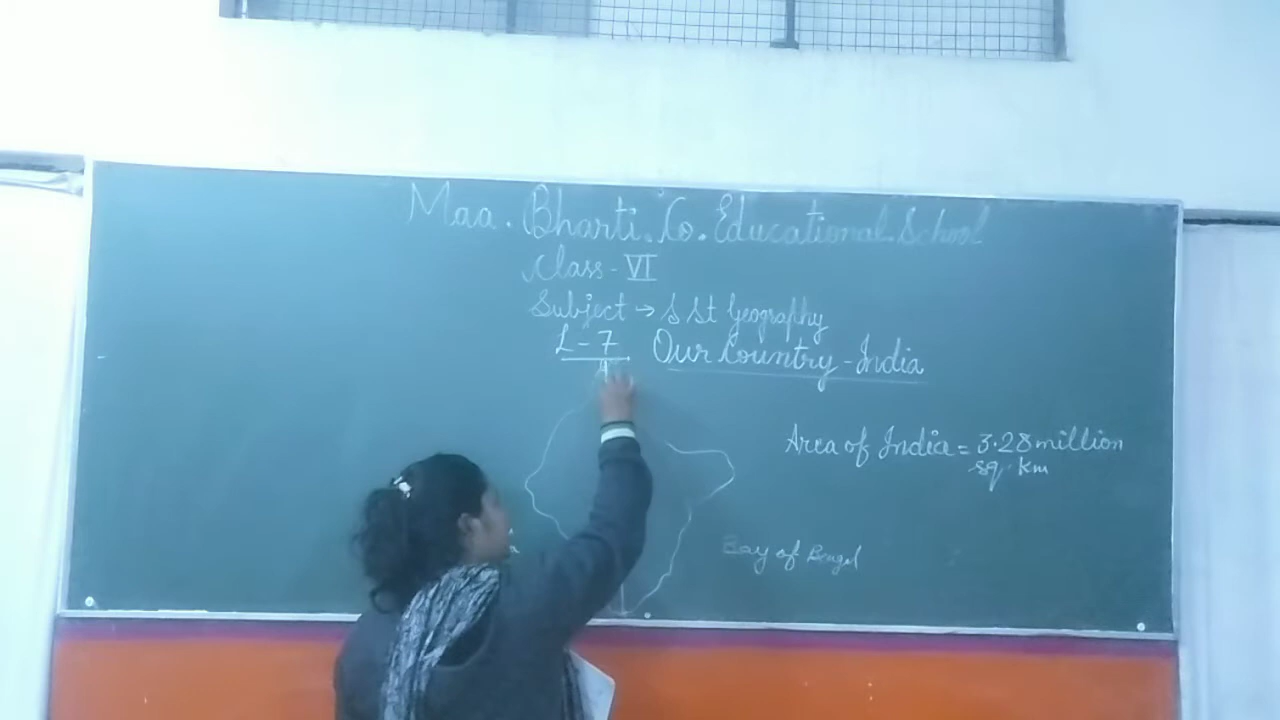 Maa. Bharti. Co. Educational School
Class - VI
Subject → S St Geography
L - 7 Our Country - India
Area of India = 3.28 million
sq km
Bay of Bengal